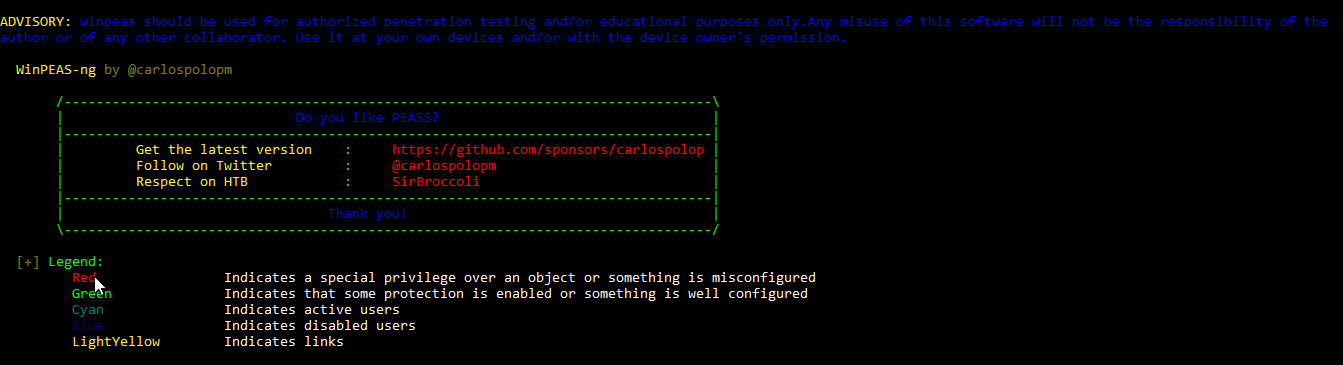 ADVISORY: winpeas should be used for authorized penetration testing and/or educational purposes only.Any misuse of this software will not be the responsibility of the
author or of any other collaborator. Use it at your own devices and/or with the device owner's permission.
WinPEAS-ng by @carlospolopm
/---------------------------------------------------------------------------------\
| Do you like PEASS? |
|---------------------------------------------------------------------------------|
| Get the latest version : https://github.com/sponsors/carlospolop |
| Follow on Twitter : @carlospolopm |
| Respect on HTB : SirBroccoli |
|---------------------------------------------------------------------------------|
| Thank you! |
\---------------------------------------------------------------------------------/
[+] Legend:
Red Indicates a special privilege over an object or something is misconfigured
Green Indicates that some protection is enabled or something is well configured
Cyan Indicates active users
Blue Indicates disabled users
LightYellow Indicates links